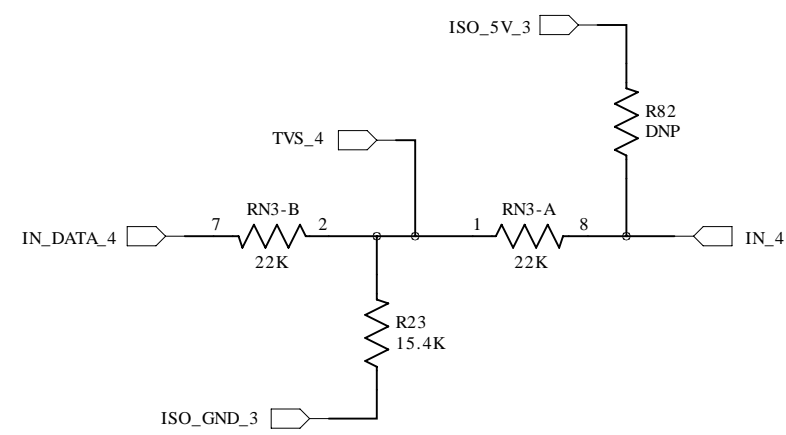 ISO_5V_3
R82
DNP
TVS_4
RN3-B
RN3-A
7
2
1
8
IN_DATA_4
IN_4
22K
22K
R23
15.4K
ISO_GND_3